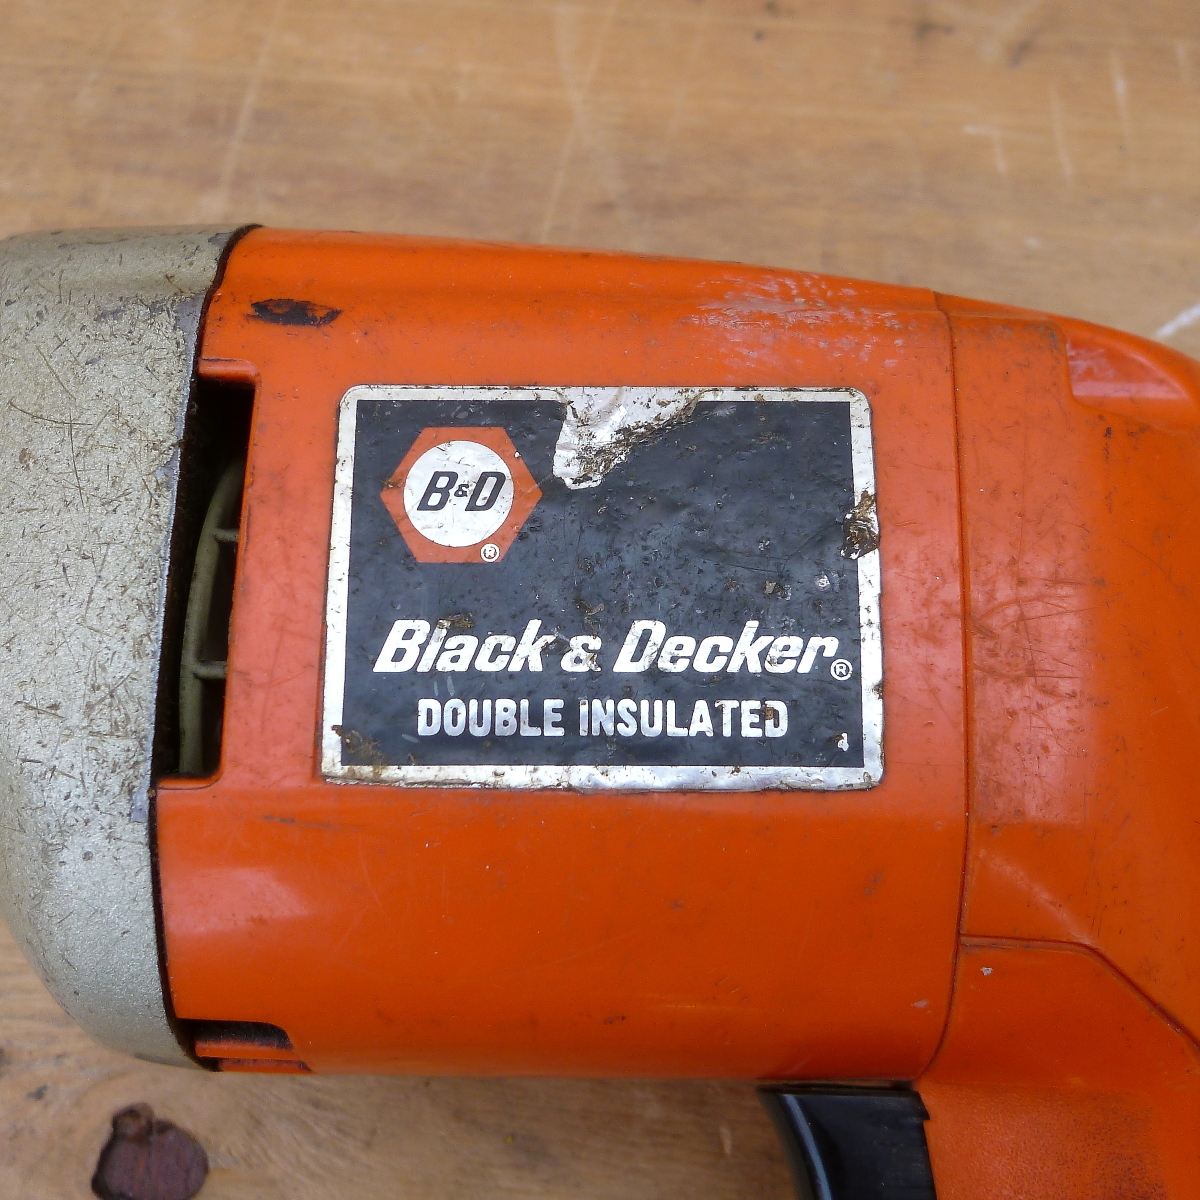 B&D
®
Black & Decker®
DOUBLE INSULATED